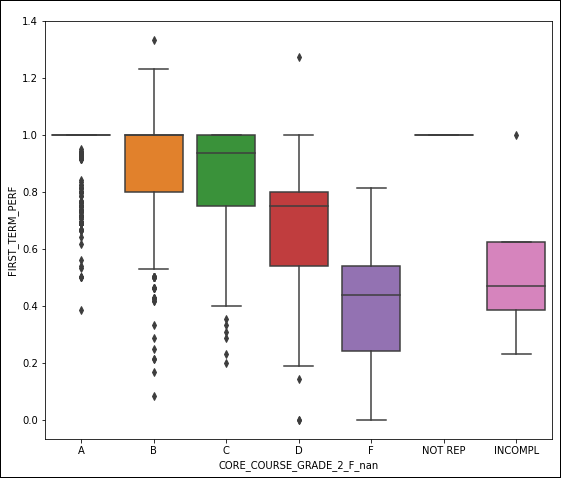 1.4
1.2
1.0
0.8
0.6
0.4
0.2
0.0
FIRST_TERM_PERF
A B C D F NOT REP INCOMPL
CORE_COURSE_GRADE_2_F_nan